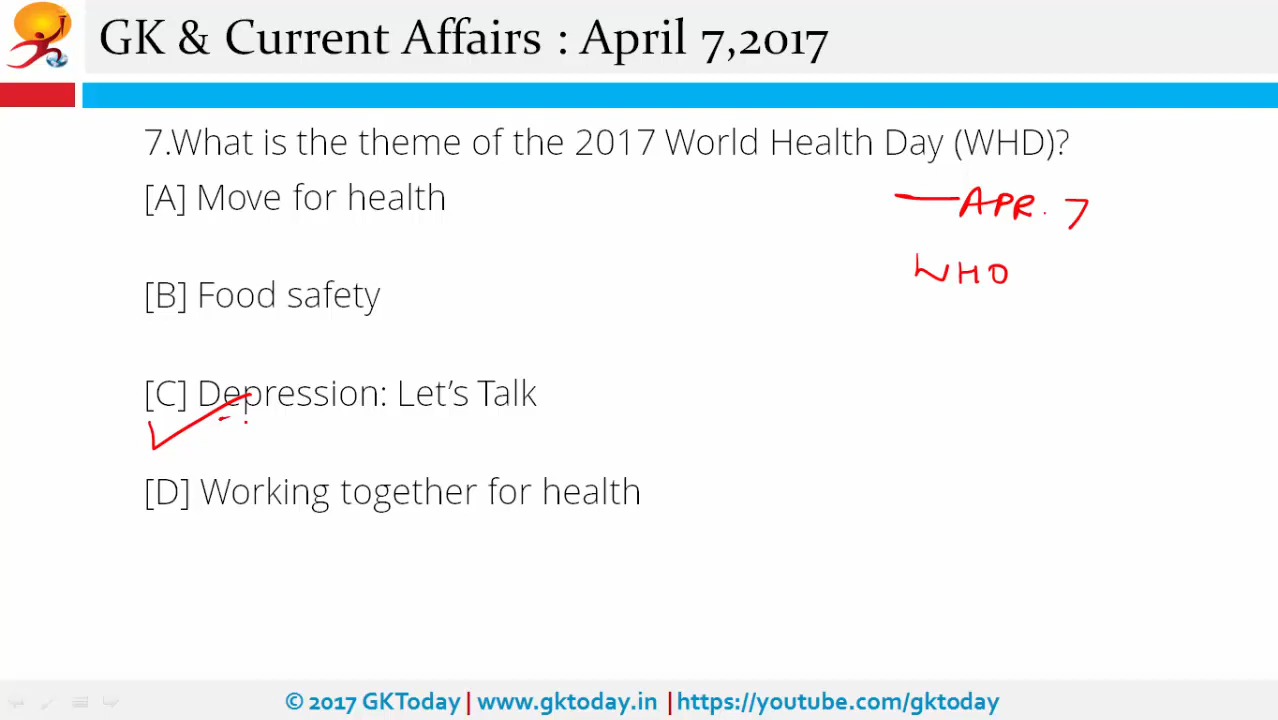 GK & Current Affairs : April 7,2017
7.What is the theme of the 2017 World Health Day (WHD)?
[A] Move for health
APR. 7
WHO
[B] Food safety
[C] Depression: Let's Talk
[D] Working together for health
© 2017 GKToday | www.gktoday.in | https://youtube.com/gktoday